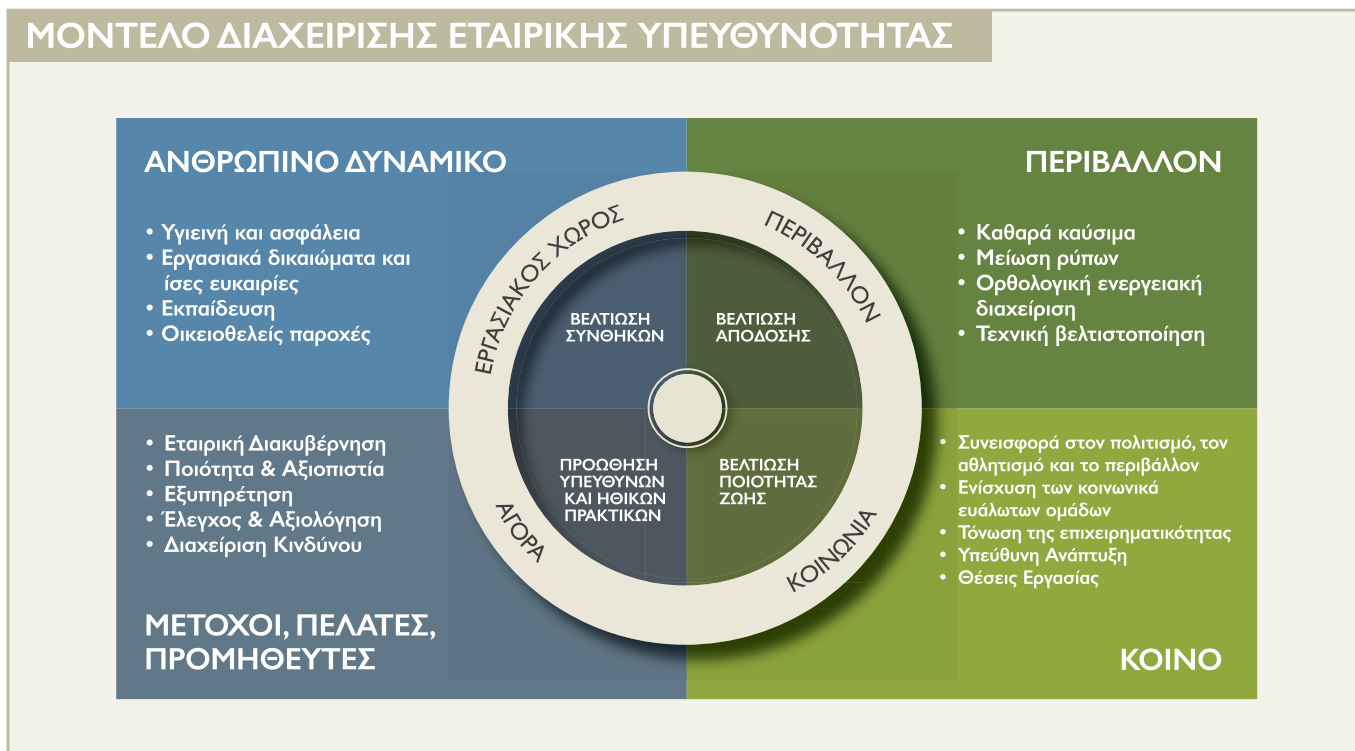 ΜΟΝΤΕΛΟ ΔΙΑΧΕΙΡΙΣΗΣ ΕΤΑΙΡΙΚΗΣ ΥΠΕΥΘΥΝΟΤΗΤΑΣ
ΑΝΘΡΩΠΙΝΟ ΔΥΝΑΜΙΚΟ
• Υγιεινή και ασφάλεια
• Εργασιακά δικαιώματα και
ίσες ευκαιρίες
• Εκπαίδευση
• Οικειοθελείς παροχές
ΠΕΡΙΒΑΛΛΟΝ
• Καθαρά καύσιμα
• Μείωση ρύπων
• Ορθολογική ενεργειακή
διαχείριση
• Τεχνική βελτιστοποίηση
ΕΡΓΑΣΙΑΚΟΣ ΧΩΡΟΣ
ΠΕΡΙΒΑΛΛΟΝ
ΒΕΛΤΙΩΣΗ
ΣΥΝΘΗΚΩΝ
ΒΕΛΤΙΩΣΗ
ΑΠΟΔΟΣΗΣ
ΠΡΟΩΘΗΣΗ
ΥΠΕΥΘΥΝΩΝ
ΚΑΙ ΗΘΙΚΩΝ
ΠΡΑΚΤΙΚΩΝ
ΒΕΛΤΙΩΣΗ
ΠΟΙΟΤΗΤΑΣ
ΖΩΗΣ
ΑΓΟΡΑ
ΚΟΙΝΩΝΙΑ
• Εταιρική Διακυβέρνηση
• Ποιότητα & Αξιοπιστία
• Εξυπηρέτηση
• Έλεγχος & Αξιολόγηση
• Διαχείριση Κινδύνου
ΜΕΤΟΧΟΙ, ΠΕΛΑΤΕΣ,
ΠΡΟΜΗΘΕΥΤΕΣ
• Συνεισφορά στον πολιτισμό, τον
αθλητισμό και το περιβάλλον
• Ενίσχυση των κοινωνικά
ευάλωτων ομάδων
• Τόνωση της επιχειρηματικότητας
• Υπεύθυνη Ανάπτυξη
• Θέσεις Εργασίας
ΚΟΙΝΟ